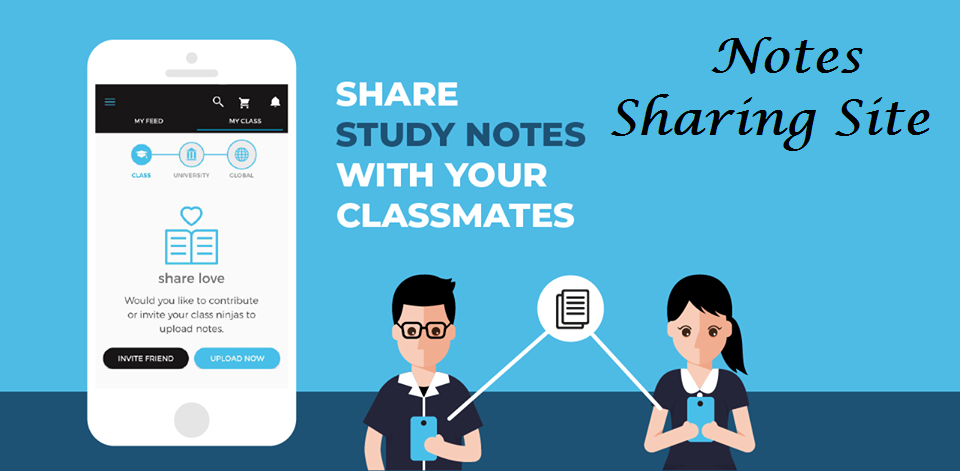 MY FEED
MY CLASS
CLASS
UNIVERSITY
GLOBAL
share love
Would you like to contribute
or invite your class ninjas to
upload notes.
INVITE FRIEND
UPLOAD NOW
SHARE
STUDY NOTES
WITH YOUR
CLASSMATES
Notes
Sharing Site